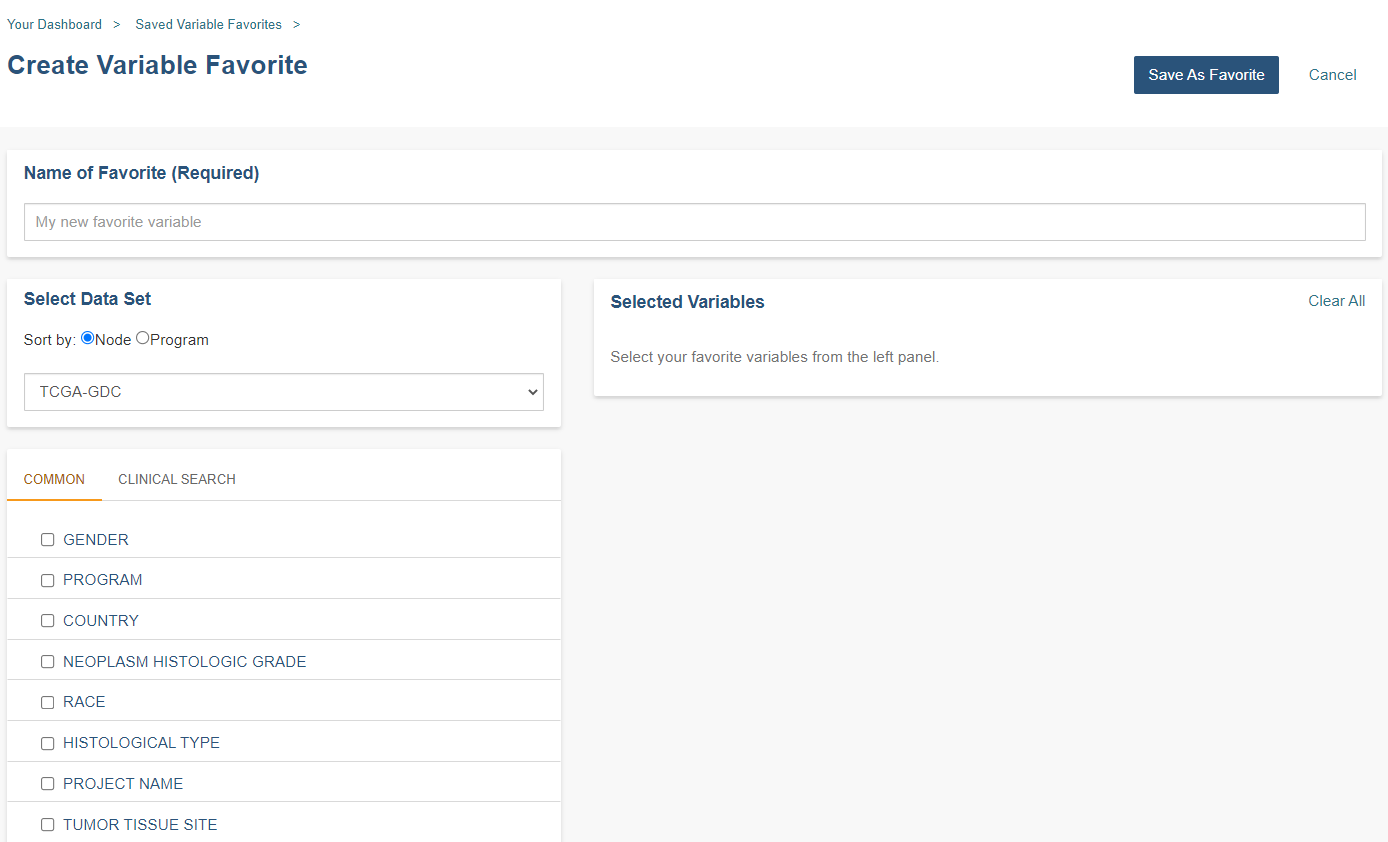 Your Dashboard > Saved Variable Favorites >
Create Variable Favorite
Save As Favorite Cancel
Name of Favorite (Required)
My new favorite variable
Select Data Set
Sort by: Node Program
TCGA-GDC
Selected Variables Clear All
Select your favorite variables from the left panel.
COMMON CLINICAL SEARCH
GENDER
PROGRAM
COUNTRY
NEOPLASM HISTOLOGIC GRADE
RACE
HISTOLOGICAL TYPE
PROJECT NAME
TUMOR TISSUE SITE